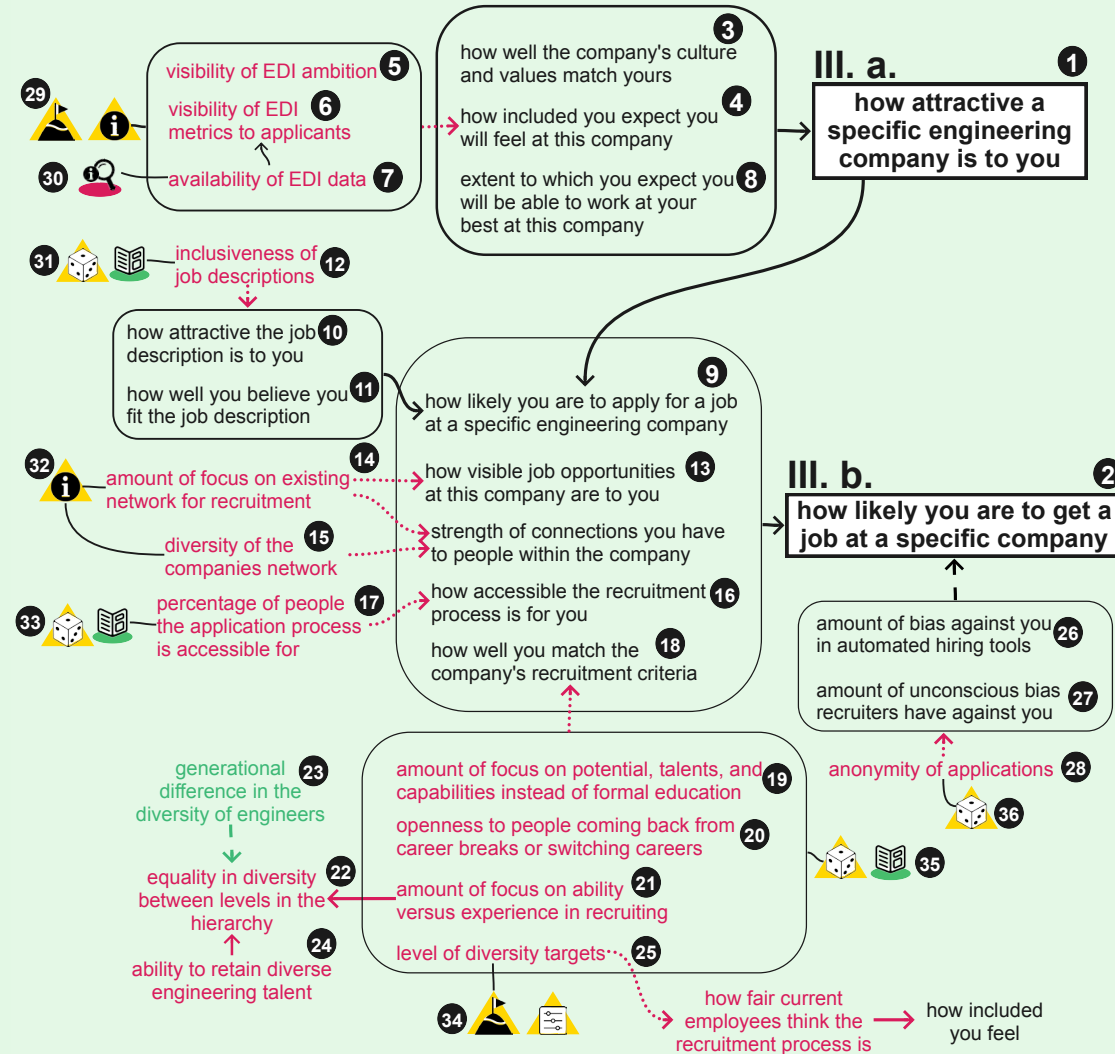 3
how well the company's culture
and values match yours
4
how included you expect you
will feel at this company
8
extent to which you expect you
will be able to work at your
best at this company
5
visibility of EDI ambition
6
visibility of EDI
metrics to applicants
29
i
30
i
availability of EDI data
7
III. a.
1
how attractive a
specific engineering
company is to you
31
inclusiveness of
job descriptions
12
how attractive the job
description is to you
10
how well you believe you
fit the job description
11
9
how likely you are to apply for a job
at a specific engineering company
how visible job opportunities
at this company are to you
13
strength of connections you have
to people within the company
how accessible the recruitment
process is for you
16
how well you match the
company's recruitment criteria
18
32
i
amount of focus on existing
network for recruitment
14
diversity of the
companies network
15
33
percentage of people
the application process
is accessible for
17
III. b.
2
how likely you are to get a
job at a specific company
amount of bias against you
in automated hiring tools
26
amount of unconscious bias
recruiters have against you
27
anonymity of applications
28
36
amount of focus on potential, talents, and
capabilities instead of formal education
19
openness to people coming back from
career breaks or switching careers
20
amount of focus on ability
versus experience in recruiting
21
level of diversity targets
25
35
34
generational
difference in the
diversity of engineers
23
equality in diversity
between levels in the
hierarchy
22
ability to retain diverse
engineering talent
24
how fair current
employees think the
recruitment process is
how included
you feel